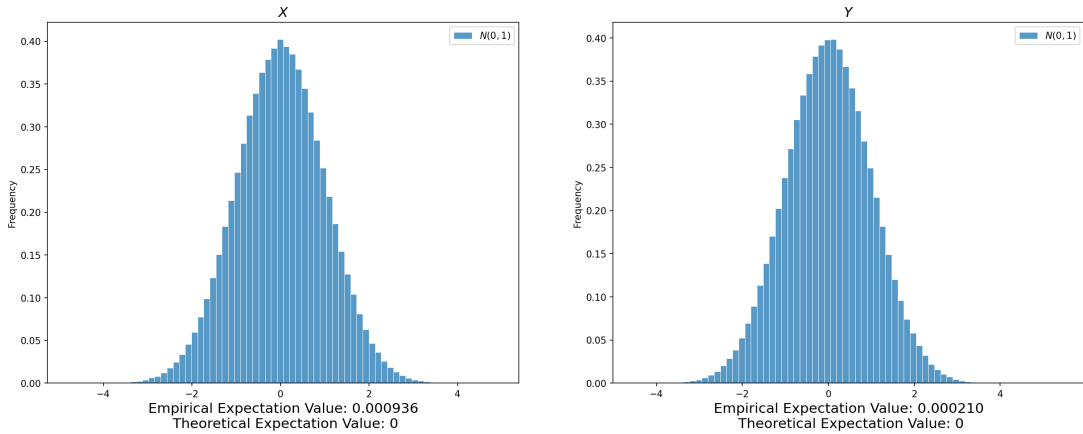 X
N(0, 1)
Frequency
0.40
0.35
0.30
0.25
0.20
0.15
0.10
0.05
0.00
−4
−2
0
2
4
Empirical Expectation Value: 0.000936
Theoretical Expectation Value: 0
Y
N(0, 1)
Frequency
0.40
0.35
0.30
0.25
0.20
0.15
0.10
0.05
0.00
−4
−2
0
2
4
Empirical Expectation Value: 0.000210
Theoretical Expectation Value: 0